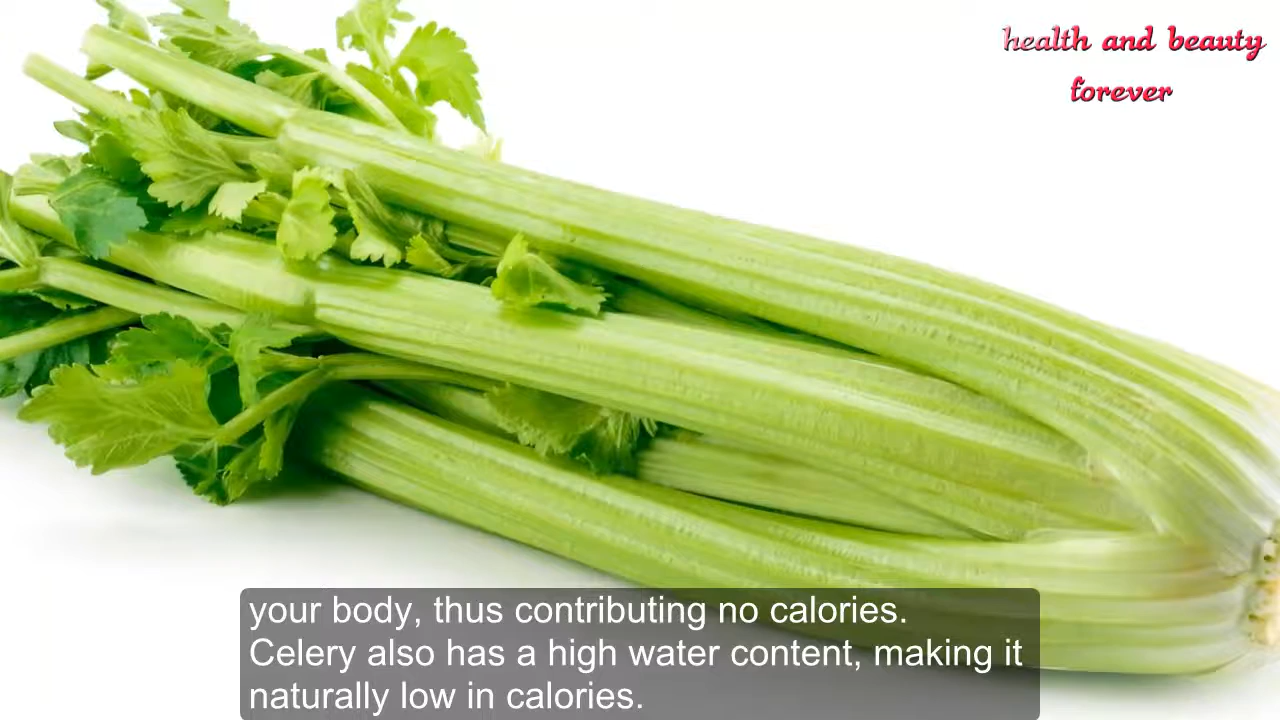 health and beauty
forever
your body, thus contributing no calories.
Celery also has a high water content, making it
naturally low in calories.